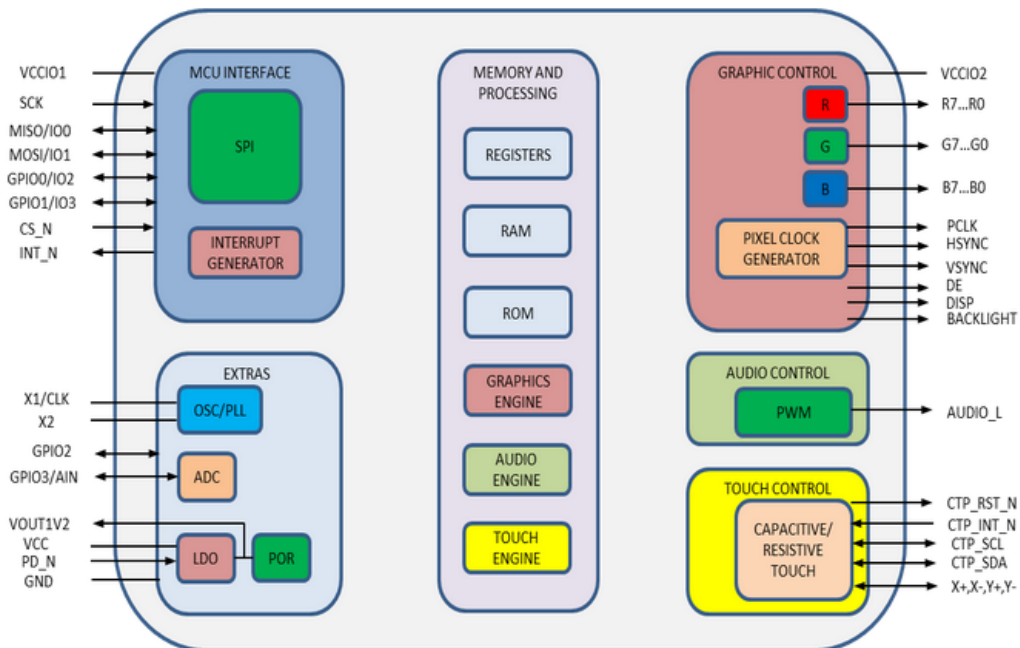 VCCIO1
SCK
MISO/IO0
MOSI/IO1
GPIO0/IO2
GPIO1/IO3
CS_N
INT_N
MCU INTERFACE
SPI
INTERRUPT
GENERATOR
X1/CLK
X2
GPIO2
GPIO3/AIN
VOUT1V2
VCC
PD_N
GND
EXTRAS
OSC/PLL
ADC
LDO
POR
MEMORY AND
PROCESSING
REGISTERS
RAM
ROM
GRAPHICS
ENGINE
AUDIO
ENGINE
TOUCH
ENGINE
GRAPHIC CONTROL
R
G
B
PIXEL CLOCK
GENERATOR
VCCIO2
R7...R0
G7...G0
B7...B0
PCLK
HSYNC
VSYNC
DE
DISP
BACKLIGHT
AUDIO CONTROL
PWM
AUDIO_L
TOUCH CONTROL
CAPACITIVE/
RESISTIVE
TOUCH
CTP_RST_N
CTP_INT_N
CTP_SCL
CTP_SDA
X+,X-,Y+,Y-